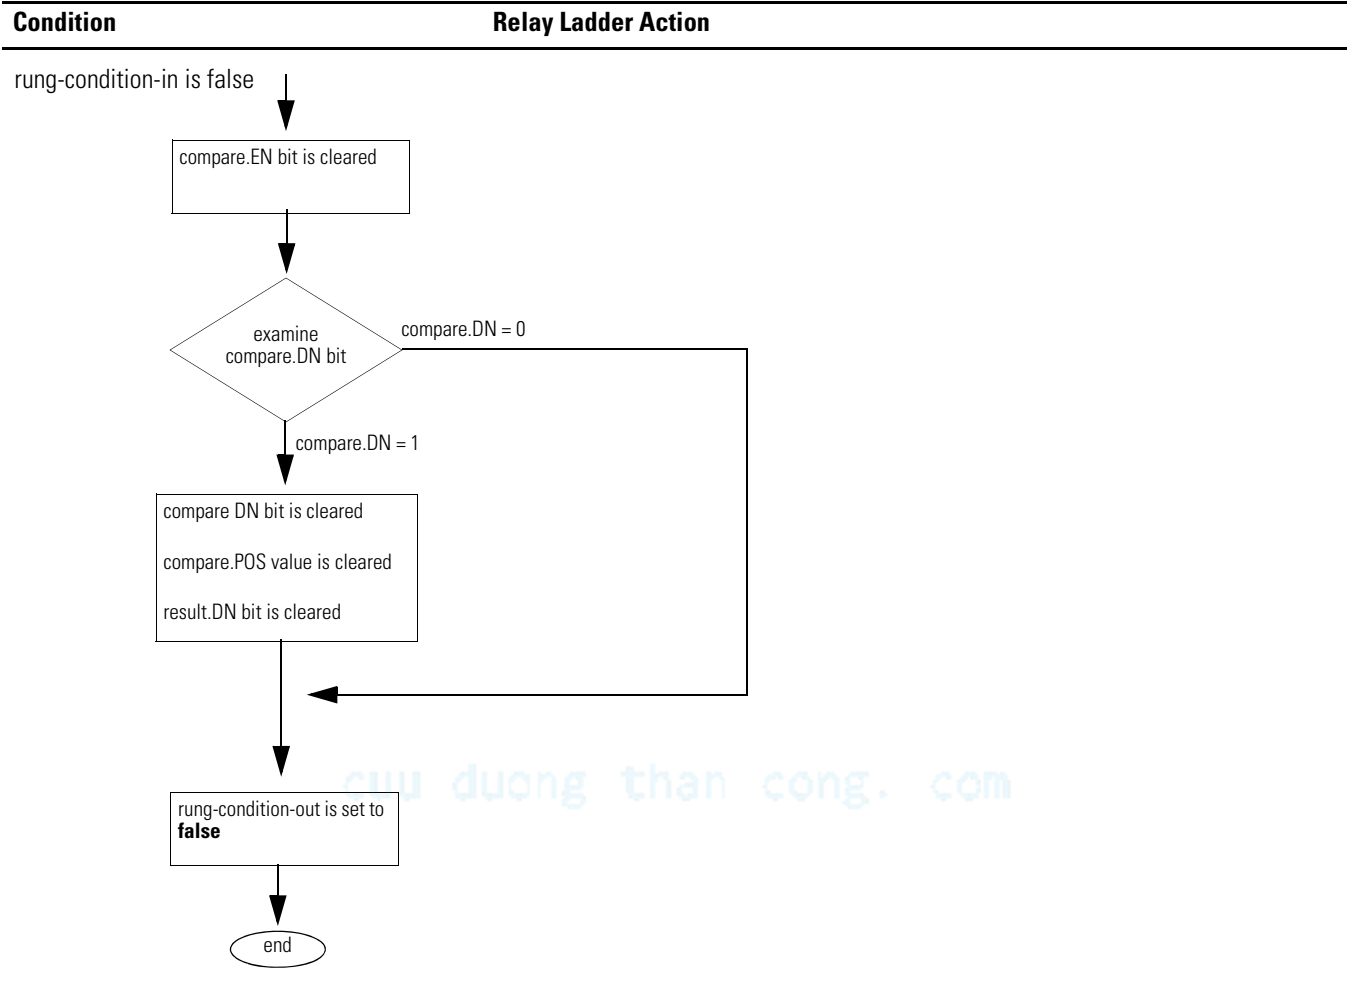 Condition
Relay Ladder Action
rung-condition-in is false
compare.EN bit is cleared
examine
compare.DN bit
compare.DN = 0
compare.DN = 1
compare DN bit is cleared
compare.POS value is cleared
result.DN bit is cleared
cuu duong than cong. com
rung-condition-out is set to
false
end